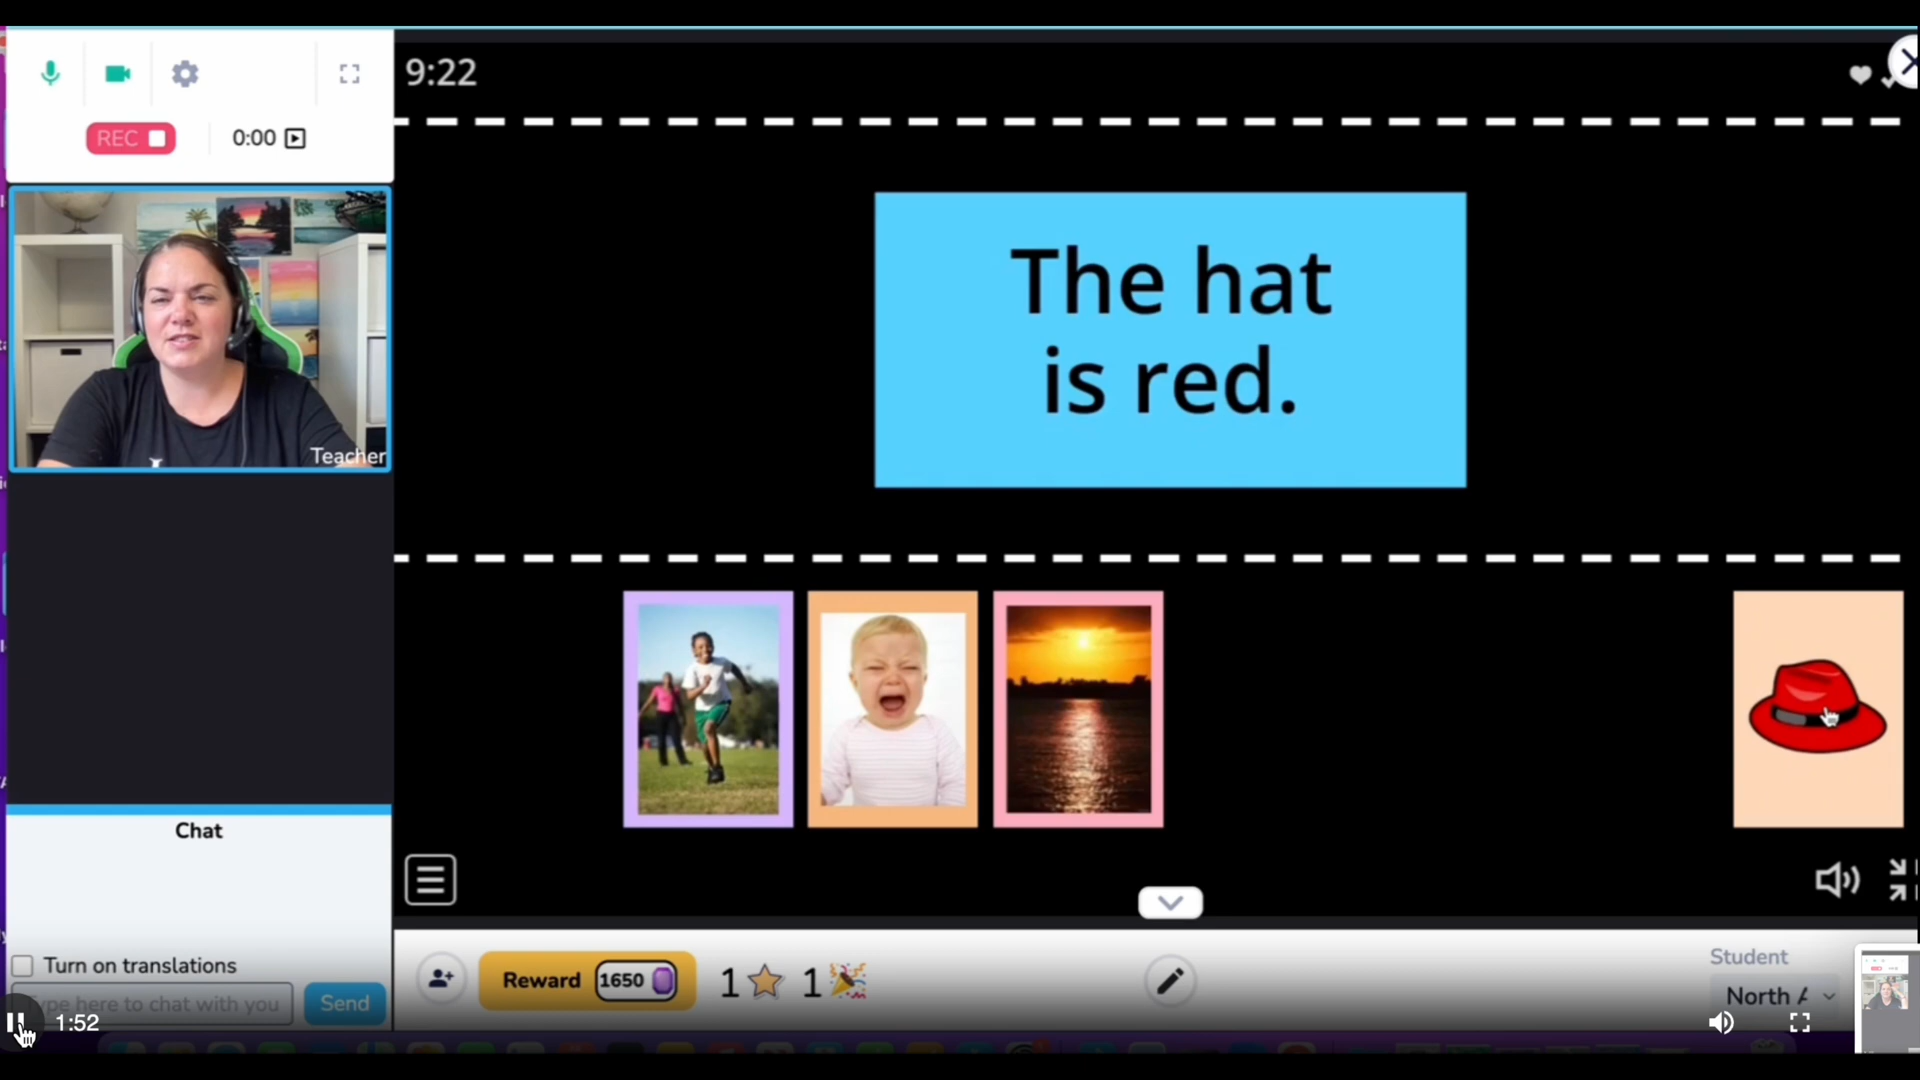 REC
0:00
9:22
The hat
is red.
Teacher
Chat
Turn on translations
Type here to chat with you
Send
Reward 1650 1 1
Student
North A
1:52